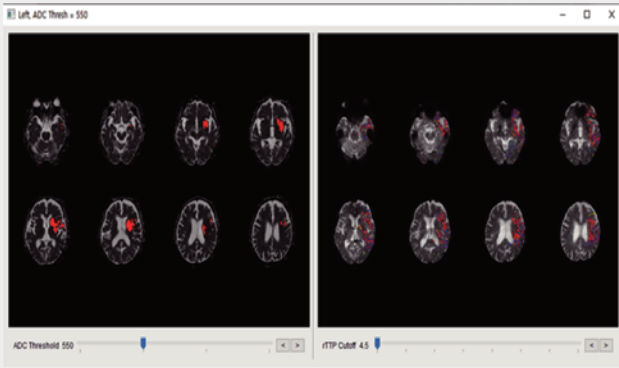 Left, ADC Thresh = 550
ADC Threshold 550
< >
rTTP Cutoff 4.5
< >